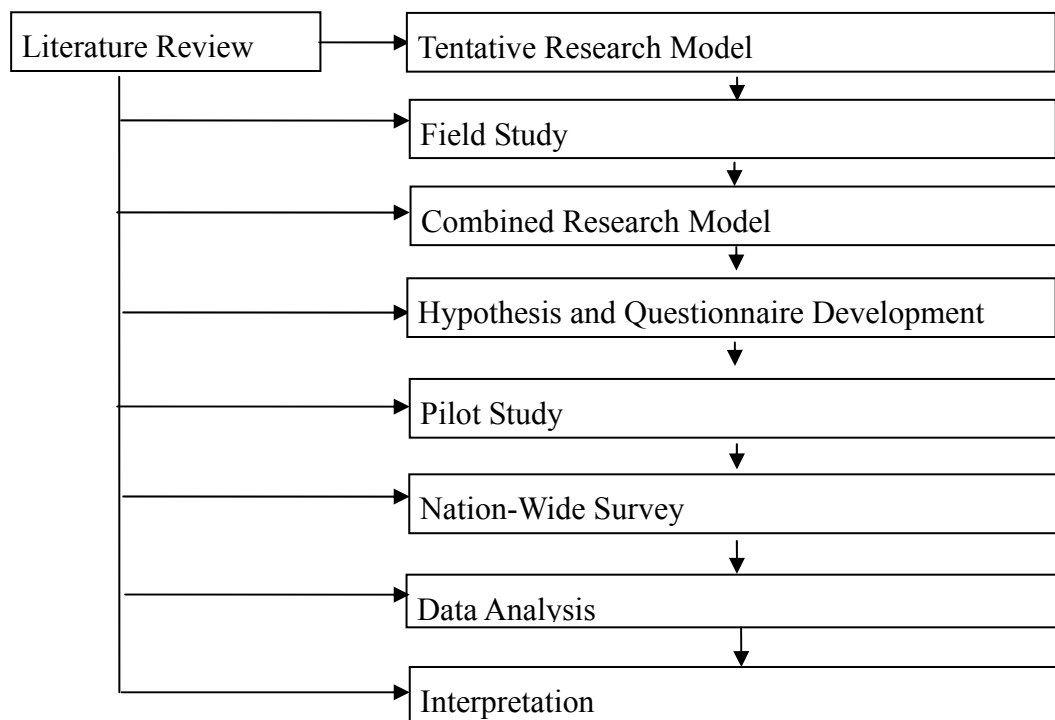 Literature Review
Tentative Research Model
Field Study
Combined Research Model
Hypothesis and Questionnaire Development
Pilot Study
Nation-Wide Survey
Data Analysis
Interpretation